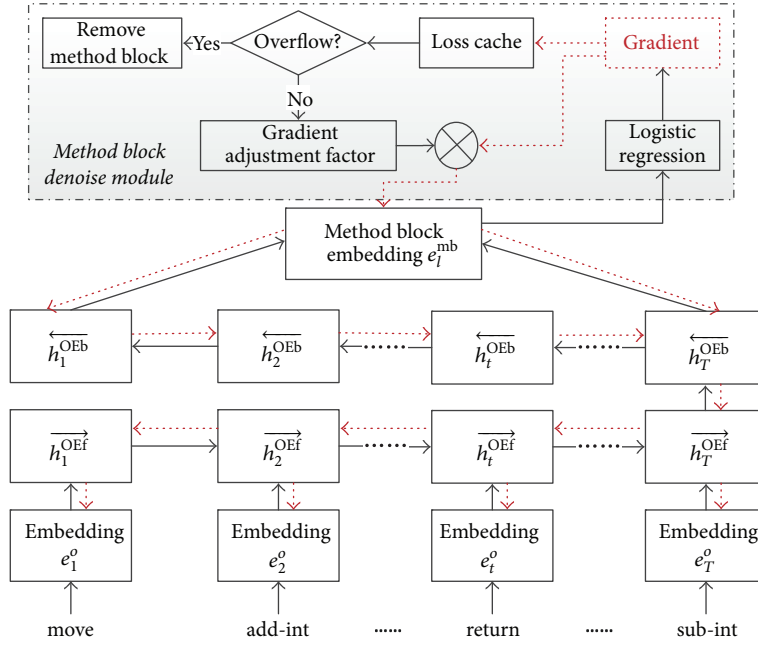 Remove
method block
Yes
Overflow?
Loss cache
Gradient
No
Gradient
adjustment factor
Logistic
regression
Method block
denoise module
Method block
embedding e_l^mb
←h_1^OEb
←h_2^OEb
······
←h_t^OEb
······
←h_T^OEb
→h_1^OEf
→h_2^OEf
······
→h_t^OEf
······
→h_T^OEf
Embedding
e_1^o
Embedding
e_2^o
Embedding
e_t^o
Embedding
e_T^o
move
add-int
······
return
······
sub-int